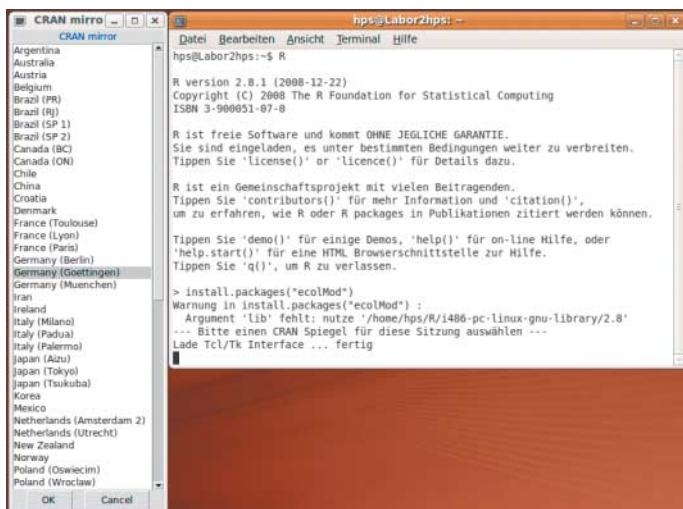 CRAN mirro
CRAN mirror
Argentina
Australia
Austria
Belgium
Brazil (PR)
Brazil (RJ)
Brazil (SP 1)
Brazil (SP 2)
Canada (BC)
Canada (ON)
Chile
China
Croatia
Denmark
France (Toulouse)
France (Lyon)
France (Paris)
Germany (Berlin)
Germany (Goettingen)
Germany (Muenchen)
Iran
Ireland
Italy (Milano)
Italy (Padua)
Italy (Palermo)
Japan (Aizu)
Japan (Tokyo)
Japan (Tsukuba)
Korea
Mexico
Netherlands (Amsterdam 2)
Netherlands (Utrecht)
New Zealand
Norway
Poland (Oswiecim)
Poland (Wroclaw)
OK Cancel
hps@Labor2hps: ~
Datei Bearbeiten Ansicht Terminal Hilfe
hps@Labor2hps:~$ R
R version 2.8.1 (2008-12-22)
Copyright (C) 2008 The R Foundation for Statistical Computing
ISBN 3-900051-07-0
R ist freie Software und kommt OHNE JEGLICHE GARANTIE.
Sie sind eingeladen, es unter bestimmten Bedingungen weiter zu verbreiten.
Tippen Sie 'license()' or 'licence()' für Details dazu.
R ist ein Gemeinschaftsprojekt mit vielen Beitragenden.
Tippen Sie 'contributors()' für mehr Information und 'citation()',
um zu erfahren, wie R oder R packages in Publikationen zitiert werden können.
Tippen Sie 'demo()' für einige Demos, 'help()' für on-line Hilfe, oder
'help.start()' für eine HTML Browserschnittstelle zur Hilfe.
Tippen Sie 'q()', um R zu verlassen.
> install.packages("ecolMod")
Warnung in install.packages("ecolMod") :
Argument 'lib' fehlt: nutze '/home/hps/R/i486-pc-linux-gnu-library/2.8'
--- Bitte einen CRAN Spiegel für diese Sitzung auswählen ---
Lade Tcl/Tk Interface ... fertig